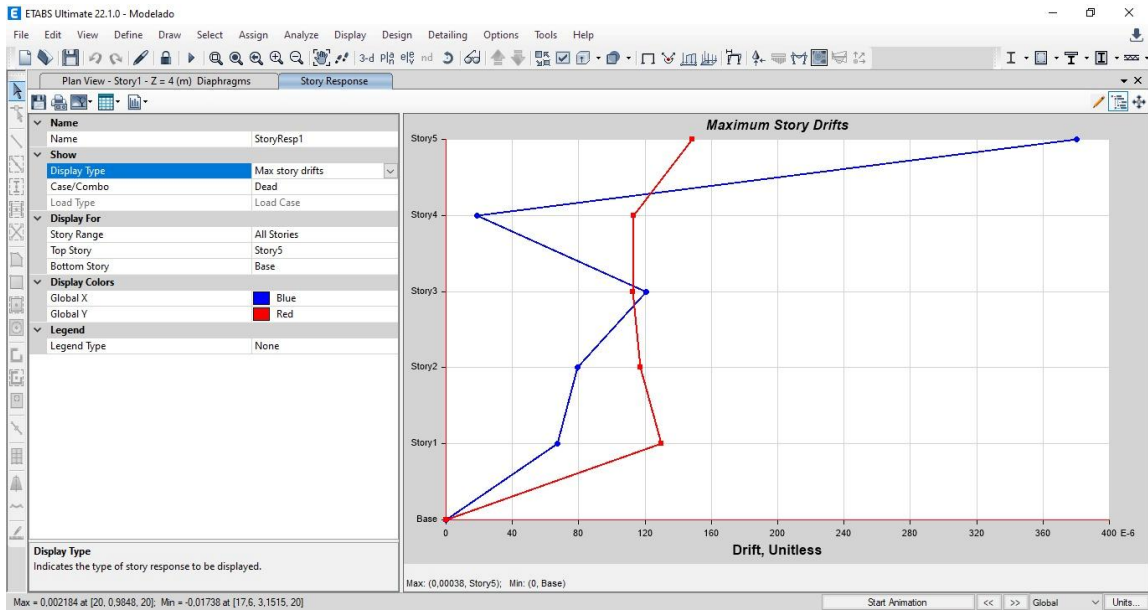 ETABS Ultimate 22.1.0 - Modelado
File Edit View Define Draw Select Assign Analyze Display Design Detailing Options Tools Help
3-d nd
Plan View - Story1 - Z = 4 (m) Diaphragms
Story Response
Name
Name StoryResp1
Show
Display Type Max story drifts
Case/Combo Dead
Load Type Load Case
Display For
Story Range All Stories
Top Story Story5
Bottom Story Base
Display Colors
Global X Blue
Global Y Red
Legend
Legend Type None
Display Type
Indicates the type of story response to be displayed.
Maximum Story Drifts
Story5
Story4
Story3
Story2
Story1
Base
0 40 80 120 160 200 240 280 320 360 400 E-6
Drift, Unitless
Max: (0,00038, Story5); Min: (0, Base)
Max = 0,002184 at [20, 0,9848, 20]; Min = -0,01738 at [17,6, 3,1515, 20]
Start Animation << >> Global Units...